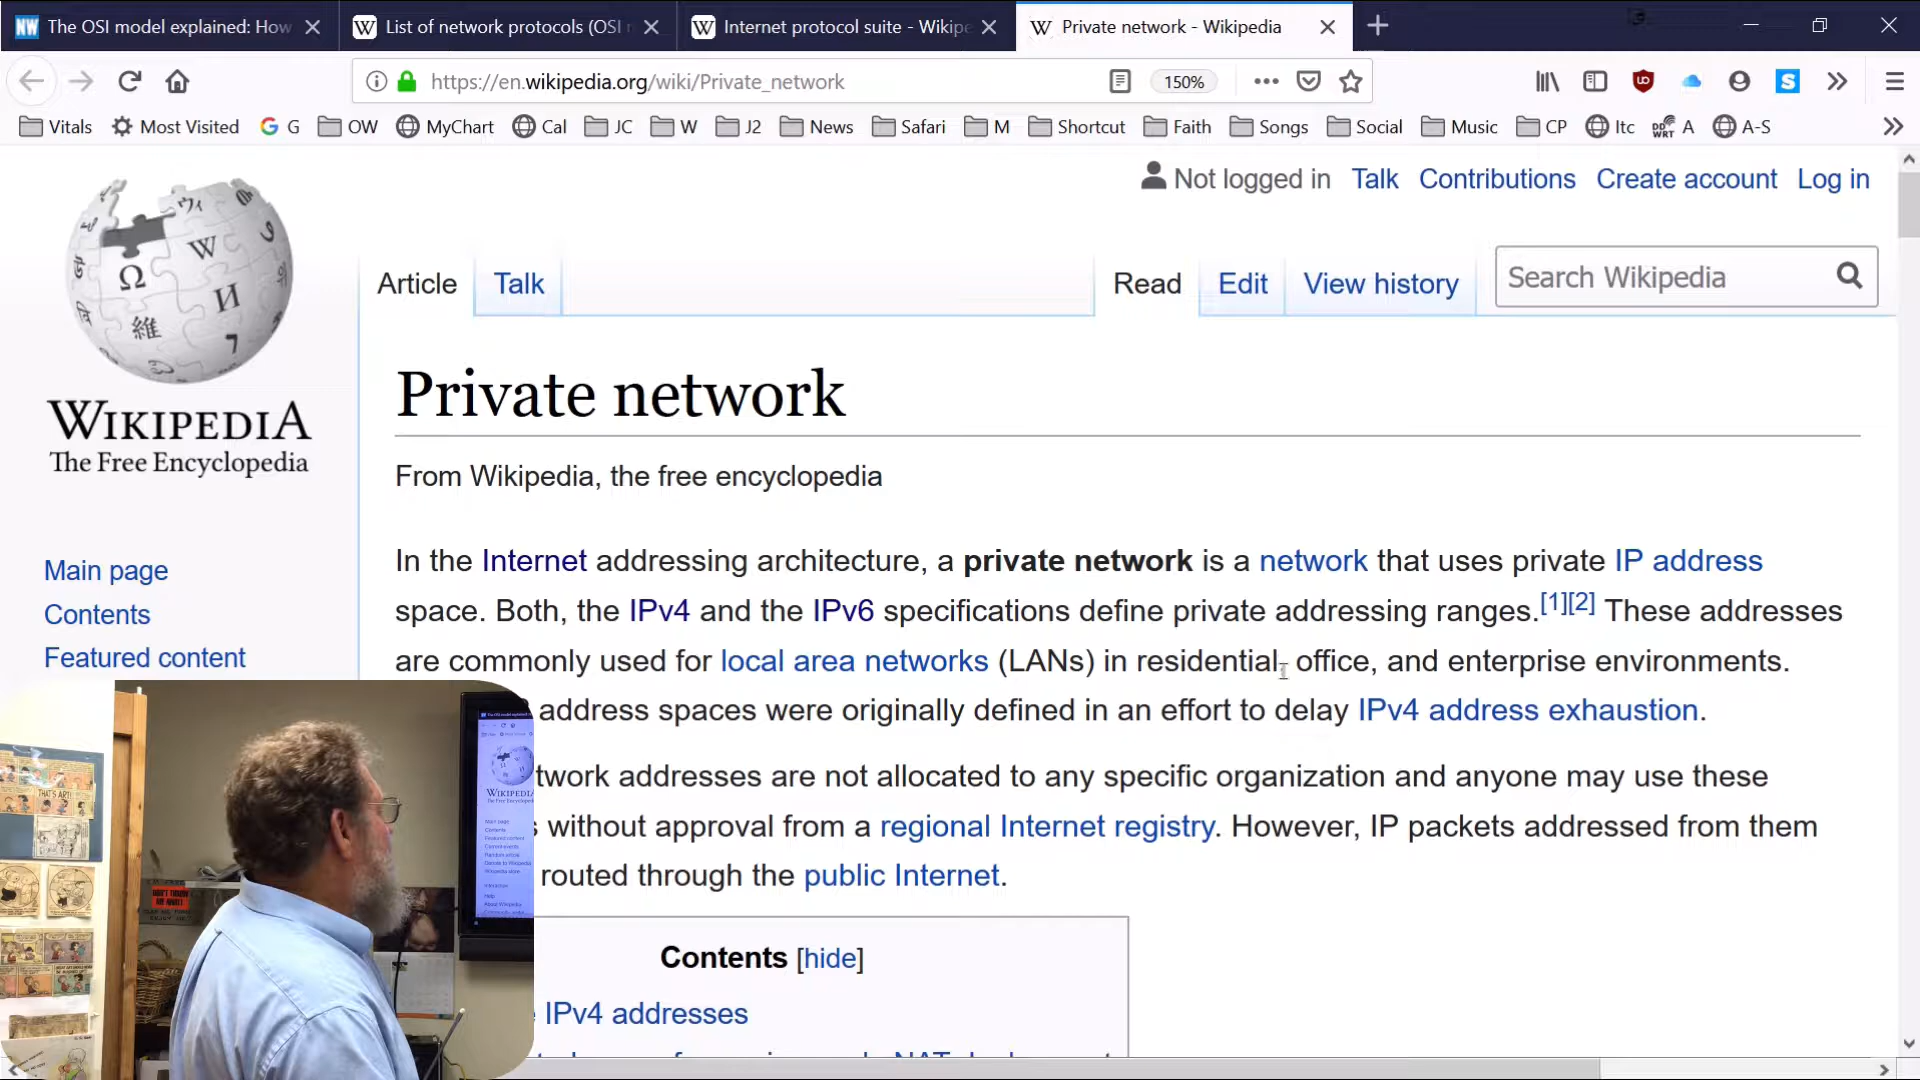 The OSI model explained: How
List of network protocols (OSI
Internet protocol suite - Wikipe
Private network - Wikipedia
https://en.wikipedia.org/wiki/Private_network
150%
Vitals
Most Visited
G
OW
MyChart
Cal
JC
W
J2
News
Safari
M
Shortcut
Faith
Songs
Social
Music
CP
Itc
A
A-S
Not logged in Talk Contributions Create account Log in
Article Talk
Read Edit View history
Search Wikipedia
WIKIPEDIA
The Free Encyclopedia
Private network
From Wikipedia, the free encyclopedia
Main page
Contents
Featured content
In the Internet addressing architecture, a private network is a network that uses private IP address
space. Both, the IPv4 and the IPv6 specifications define private addressing ranges.[1][2] These addresses
are commonly used for local area networks (LANs) in residential, office, and enterprise environments.
address spaces were originally defined in an effort to delay IPv4 address exhaustion.
twork addresses are not allocated to any specific organization and anyone may use these
without approval from a regional Internet registry. However, IP packets addressed from them
routed through the public Internet.
Contents [hide]
IPv4 addresses
THAT'S ART!
WIKIPEDIA